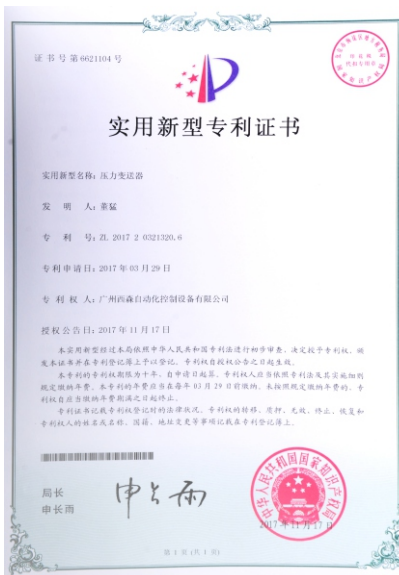 证书号第6621104号
实用新型专利证书
实用新型名称：压力变送器
发明人：董猛
专利号：ZL 2017 2 0321320.6
专利申请日：2017年03月29日
专利权人：广州西森自动化控制设备有限公司
授权公告日：2017年11月17日
本实用新型经过本局依照中华人民共和国专利法进行初步审查，决定授予专利权，颁
发本证书并在专利登记簿上予以登记。专利权自授权公告之日起生效。
本专利的专利权期限为十年，自申请日起算。专利权人应当依照专利法及其实施细则
规定缴纳年费。本专利的年费应当在每年03月29日前缴纳。未按照规定缴纳年费的，专
利权自应当缴纳年费期满之日起终止。
专利证书记载专利权登记时的法律状况。专利权的转移、质押、无效、终止、恢复和
专利权人的姓名或名称、国籍、地址变更等事项记载在专利登记簿上。
局长
申长雨
申长雨
中华人民共和国国家知识产权局
2017年11月17日
第 1 页 (共 1 页)